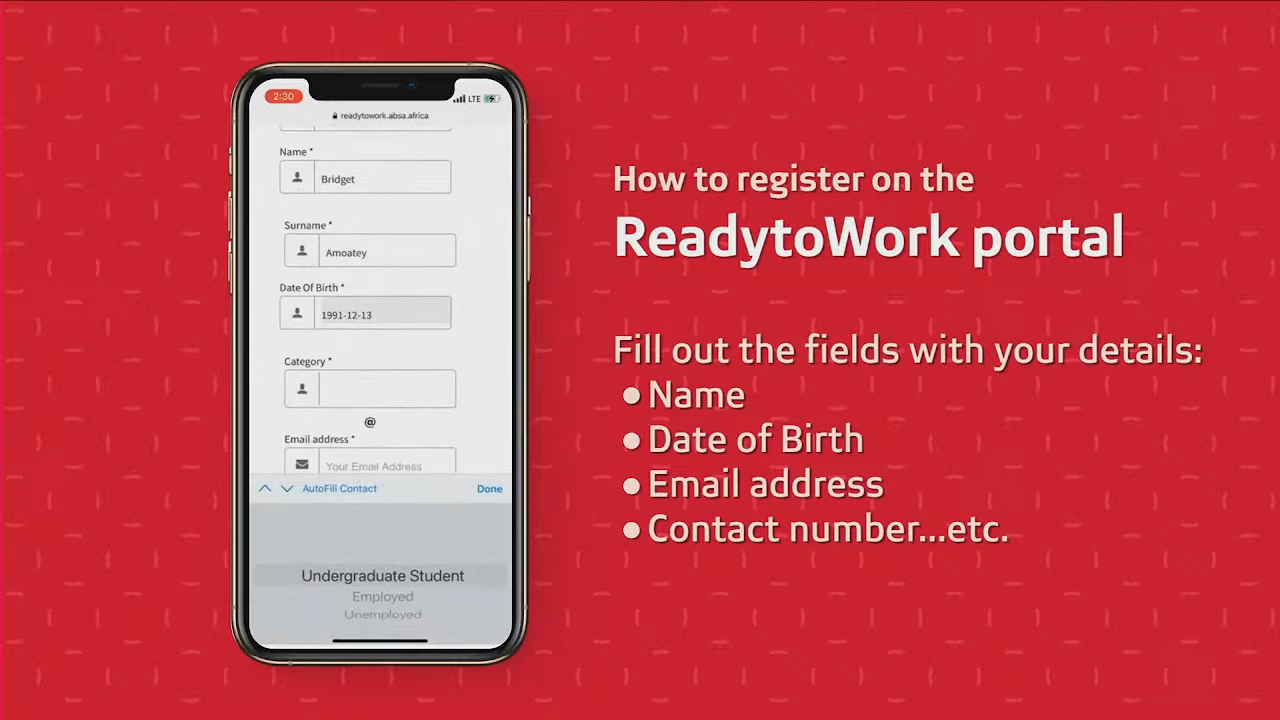 2:30
LTE
readytowork.absa.africa
Name *
Bridget
Surname *
Amoatey
Date Of Birth *
1991-12-13
Category *
@
Email address *
Your Email Address
AutoFill Contact
Done
Undergraduate Student
Employed
Unemployed
How to register on the
ReadytoWork portal
Fill out the fields with your details:
● Name
● Date of Birth
● Email address
● Contact number...etc.